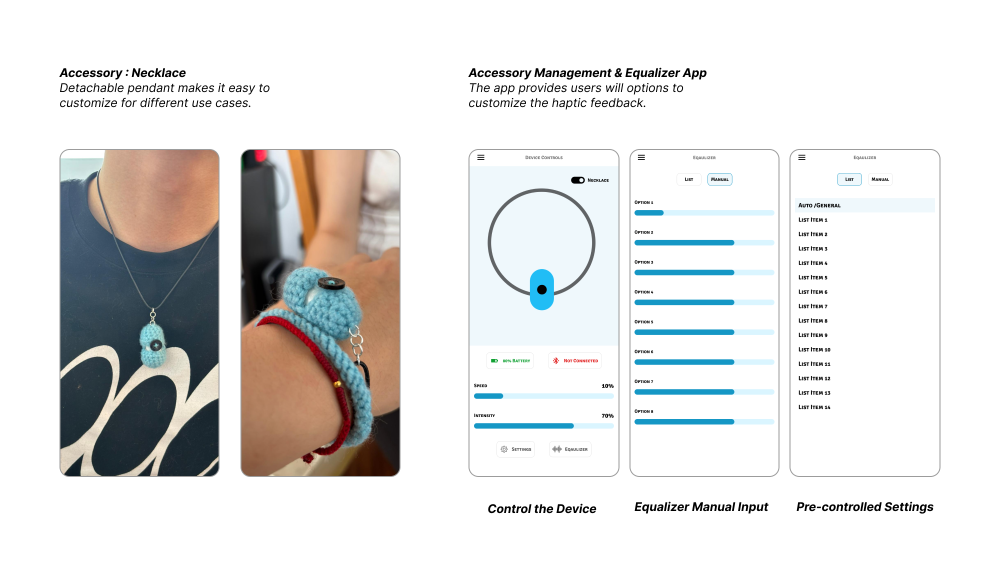 Accessory : Necklace
Detachable pendant makes it easy to
customize for different use cases.
Accessory Management & Equalizer App
The app provides users will options to
customize the haptic feedback.
Device Controls
Necklace
80% Battery
Not Connected
Speed
10%
Intensity
70%
Settings
Eqaulizer
Control the Device
Eqaulizer
List
Manual
Option 1
Option 2
Option 3
Option 4
Option 5
Option 6
Option 7
Option 8
Equalizer Manual Input
Eqaulizer
List
Manual
Auto /General
List Item 1
List Item 2
List Item 3
List Item 4
List Item 5
List Item 6
List Item 7
List Item 8
List Item 9
List Item 10
List Item 11
List Item 12
List Item 13
List Item 14
Pre-controlled Settings